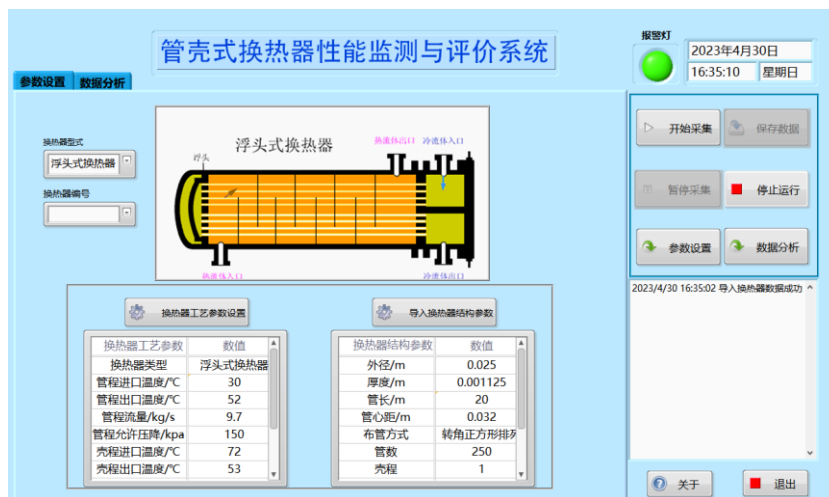 管壳式换热器性能监测与评价系统
报警灯
2023年4月30日
16:35:10 星期日
参数设置 数据分析
换热器型式
浮头式换热器
换热器编号
浮头式换热器
浮头
热流体出口 冷流体入口
热流体入口 冷流体出口
开始采集 保存数据
暂停采集 停止运行
参数设置 数据分析
2023/4/30 16:35:02 导入换热器数据成功
换热器工艺参数设置 导入换热器结构参数
换热器工艺参数 数值
换热器类型 浮头式换热器
管程进口温度/℃ 30
管程出口温度/℃ 52
管程流量/kg/s 9.7
管程允许压降/kpa 150
壳程进口温度/℃ 72
壳程出口温度/℃ 53
换热器结构参数 数值
外径/m 0.025
厚度/m 0.001125
管长/m 20
管心距/m 0.032
布管方式 转角正方形排列
管数 250
壳程 1
关于 退出